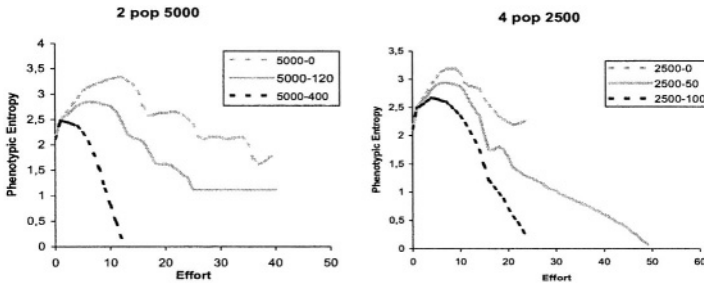 2 pop 5000
Phenotypic Entropy
4
3,5
3
2,5
2
1,5
1
0,5
0
5000-0
5000-120
5000-400
0 10 20 30 40 50
Effort
4 pop 2500
Phenotypic Entropy
3,5
3
2,5
2
1,5
1
0,5
0
2500-0
2500-50
2500-100
0 10 20 30 40 50 60
Effort